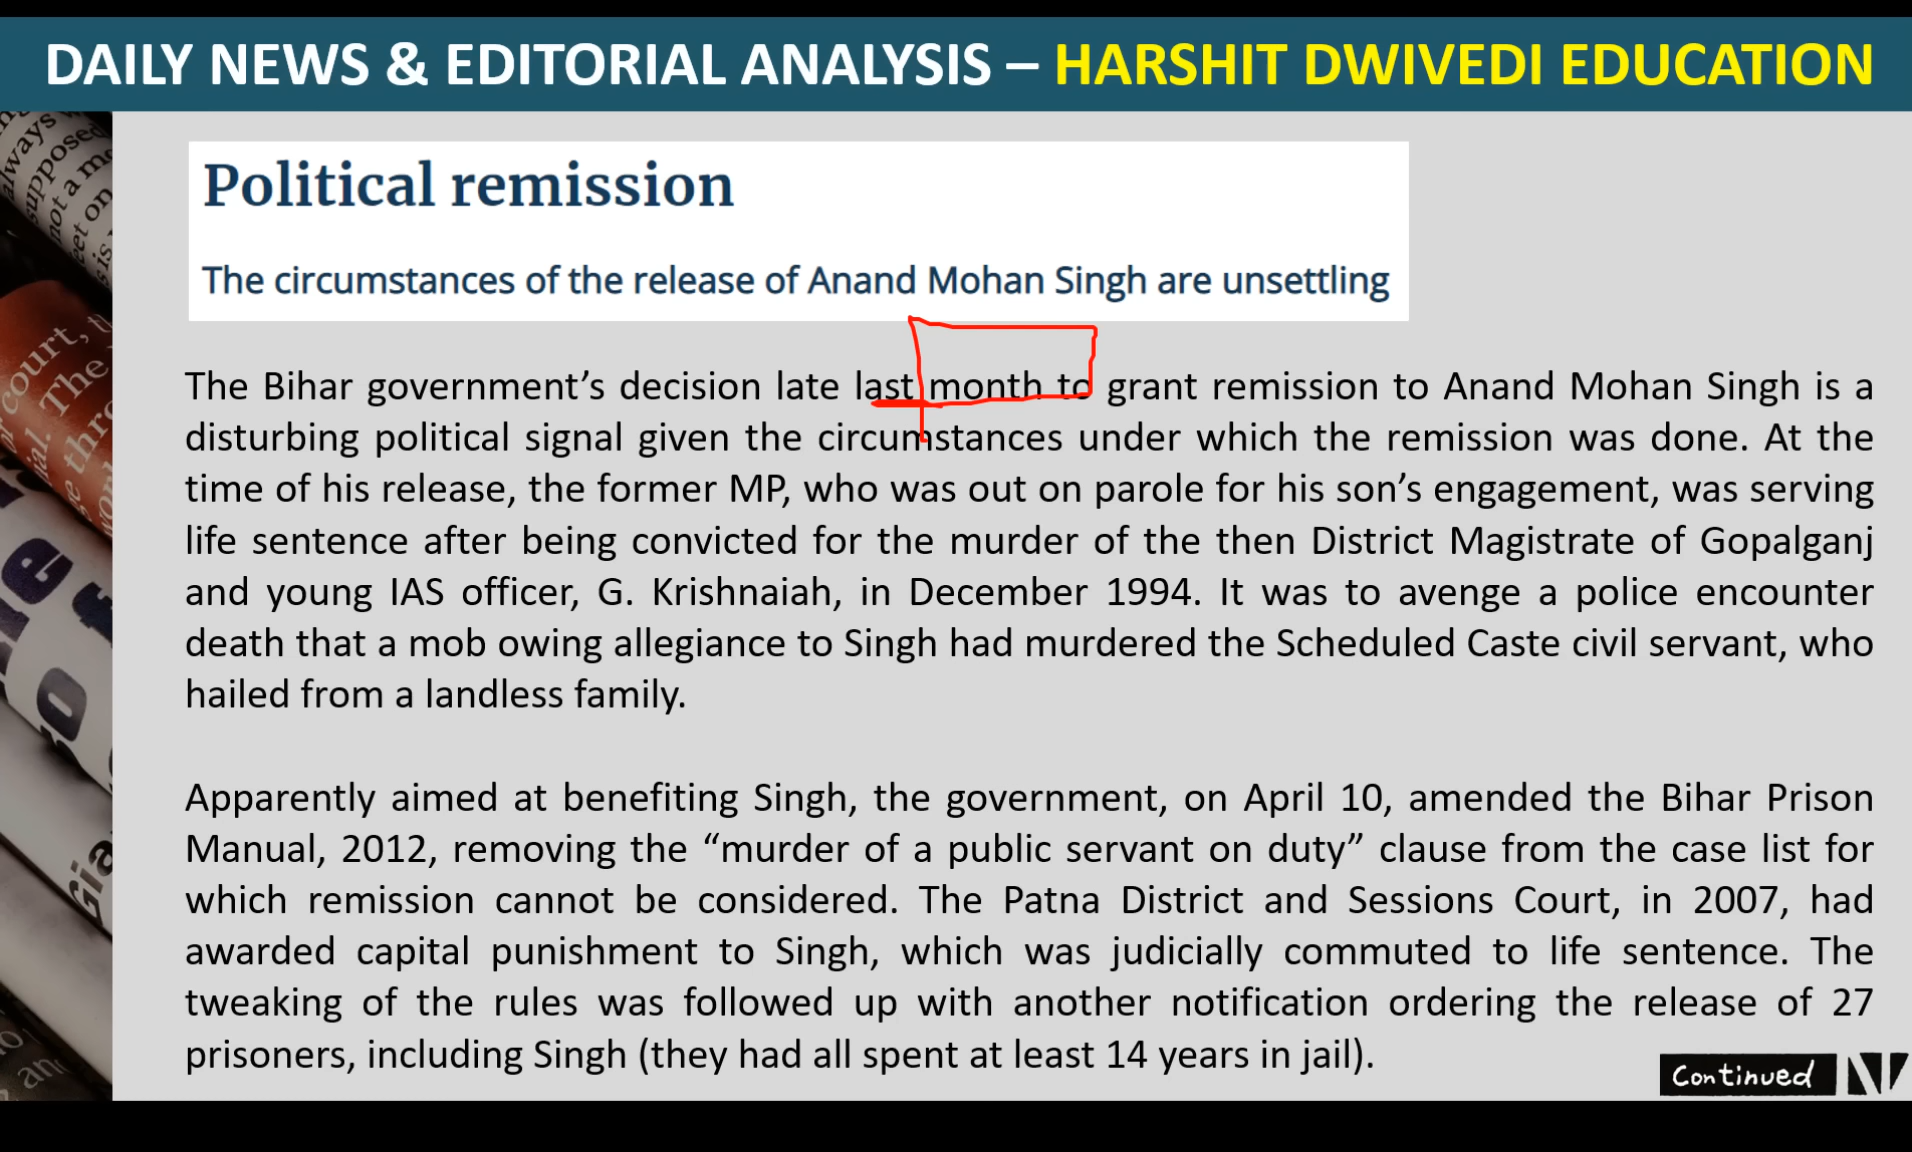 DAILY NEWS & EDITORIAL ANALYSIS – HARSHIT DWIVEDI EDUCATION
Political remission
The circumstances of the release of Anand Mohan Singh are unsettling
The Bihar government’s decision late last month to grant remission to Anand Mohan Singh is a
disturbing political signal given the circumstances under which the remission was done. At the
time of his release, the former MP, who was out on parole for his son’s engagement, was serving
life sentence after being convicted for the murder of the then District Magistrate of Gopalganj
and young IAS officer, G. Krishnaiah, in December 1994. It was to avenge a police encounter
death that a mob owing allegiance to Singh had murdered the Scheduled Caste civil servant, who
hailed from a landless family.
Apparently aimed at benefiting Singh, the government, on April 10, amended the Bihar Prison
Manual, 2012, removing the “murder of a public servant on duty” clause from the case list for
which remission cannot be considered. The Patna District and Sessions Court, in 2007, had
awarded capital punishment to Singh, which was judicially commuted to life sentence. The
tweaking of the rules was followed up with another notification ordering the release of 27
prisoners, including Singh (they had all spent at least 14 years in jail).
Continued